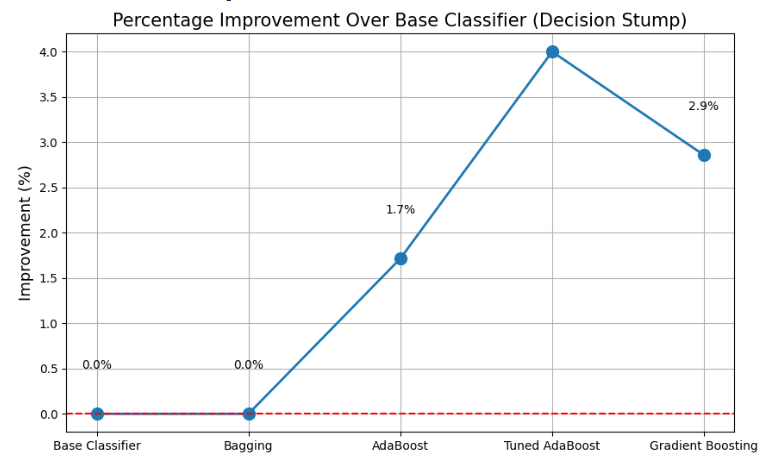 Percentage Improvement Over Base Classifier (Decision Stump)
Improvement (%)
4.0
3.5
3.0
2.5
2.0
1.5
1.0
0.5
0.0
0.0%
0.0%
1.7%
2.9%
Base Classifier
Bagging
AdaBoost
Tuned AdaBoost
Gradient Boosting